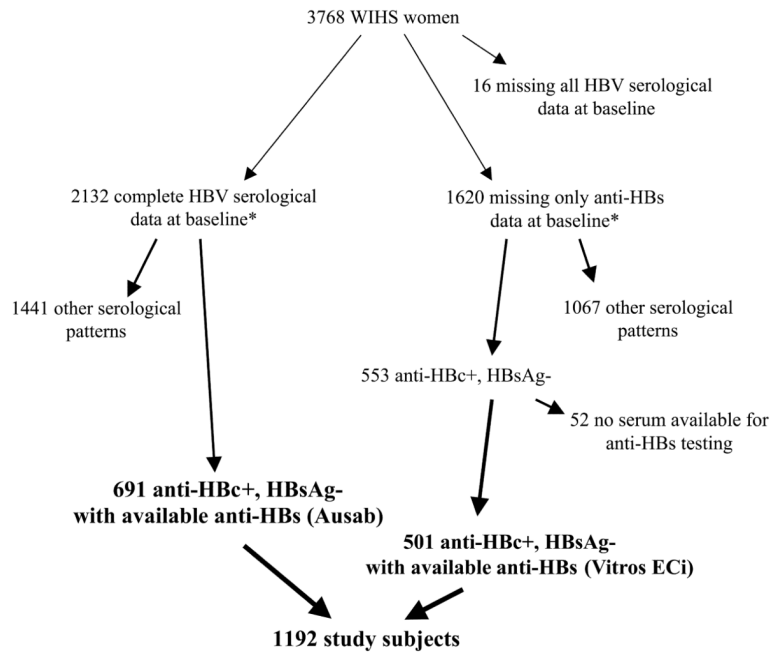 3768 WIHS women
16 missing all HBV serological
data at baseline
2132 complete HBV serological
data at baseline*
1620 missing only anti-HBs
data at baseline*
1441 other serological
patterns
1067 other serological
patterns
553 anti-HBc+, HBsAg-
52 no serum available for
anti-HBs testing
691 anti-HBc+, HBsAg-
with available anti-HBs (Ausab)
501 anti-HBc+, HBsAg-
with available anti-HBs (Vitros ECi)
1192 study subjects